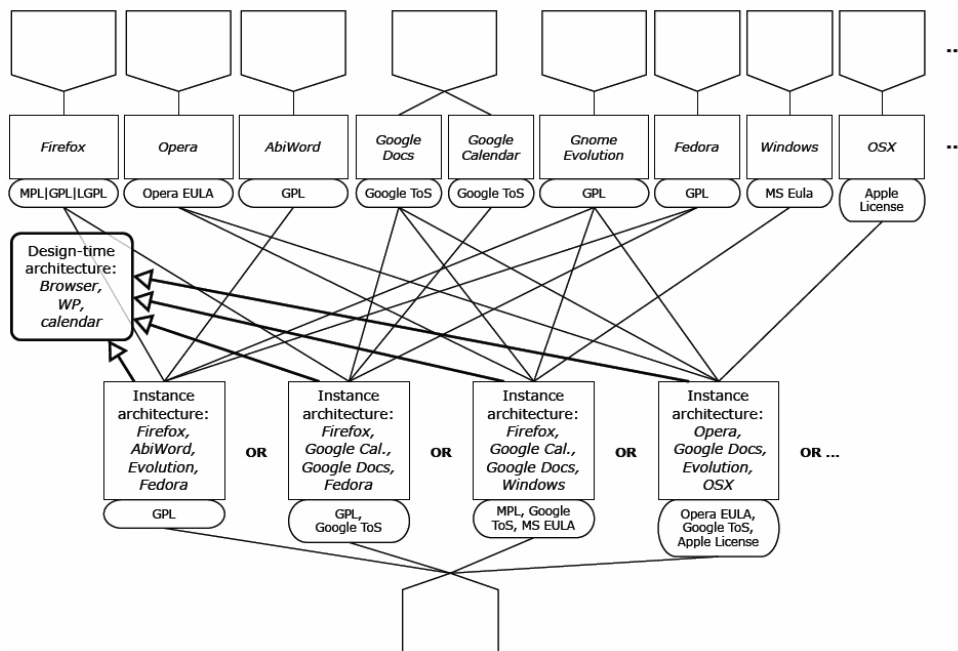 ..
Firefox
Opera
AbiWord
Google
Docs
Google
Calendar
Gnome
Evolution
Fedora
Windows
OSX
..
MPL|GPL|LGPL
Opera EULA
GPL
Google ToS
Google ToS
GPL
GPL
MS Eula
Apple
License
Design-time
architecture:
Browser,
WP,
calendar
Instance
architecture:
Firefox,
AbiWord,
Evolution,
Fedora
OR
Instance
architecture:
Firefox,
Google Cal.,
Google Docs,
Fedora
OR
Instance
architecture:
Firefox,
Google Cal.,
Google Docs,
Windows
OR
Instance
architecture:
Opera,
Google Docs,
Evolution,
OSX
OR ...
GPL
GPL,
Google ToS
MPL, Google
ToS, MS EULA
Opera EULA,
Google ToS,
Apple License